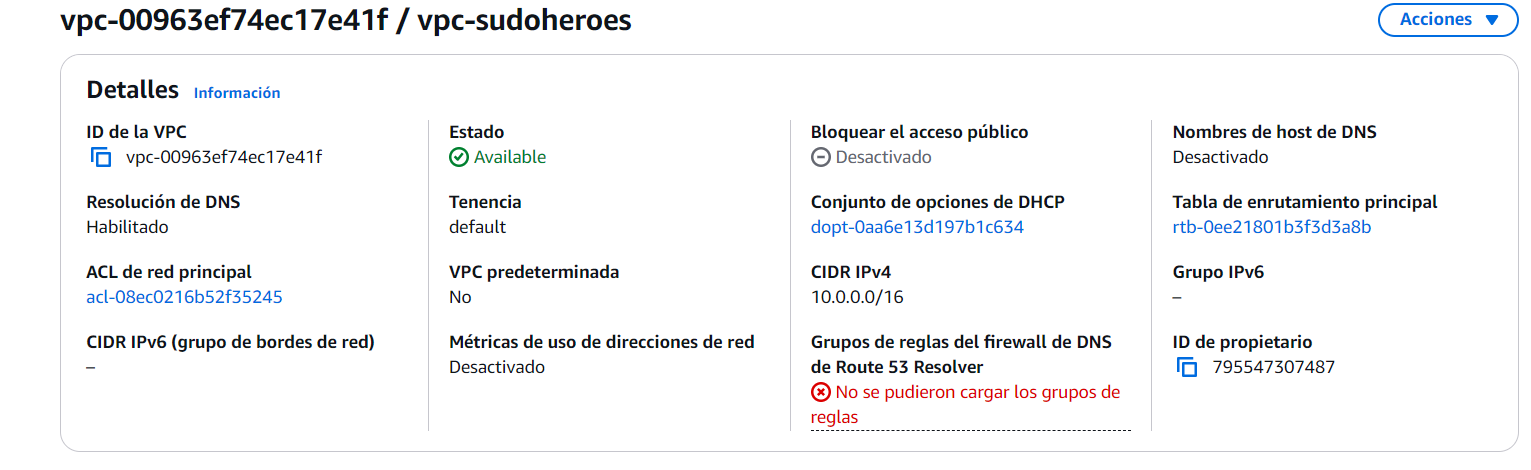 vpc-00963ef74ec17e41f / vpc-sudoheroes
Acciones
Detalles
Información
ID de la VPC
vpc-00963ef74ec17e41f
Estado
Available
Bloquear el acceso público
Desactivado
Nombres de host de DNS
Desactivado
Resolución de DNS
Habilitado
Tenencia
default
Conjunto de opciones de DHCP
dopt-0aa6e13d197b1c634
Tabla de enrutamiento principal
rtb-0ee21801b3f3d3a8b
ACL de red principal
acl-08ec0216b52f35245
VPC predeterminada
No
CIDR IPv4
10.0.0.0/16
Grupo IPv6
–
CIDR IPv6 (grupo de bordes de red)
–
Métricas de uso de direcciones de red
Desactivado
Grupos de reglas del firewall de DNS
de Route 53 Resolver
No se pudieron cargar los grupos de
reglas
ID de propietario
795547307487